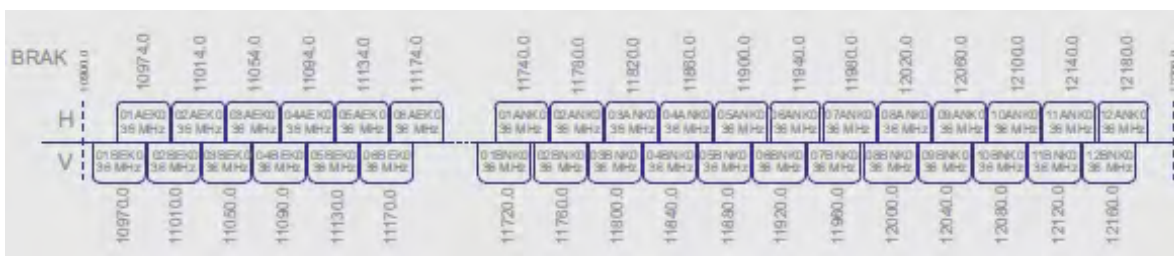 BRAK
10974.0 11014.0 11054.0 11094.0 11134.0 11174.0 11740.0 11780.0 11820.0 11860.0 11900.0 11940.0 11980.0 12020.0 12060.0 12100.0 12140.0 12180.0
H
01AEK0 02AEK0 03AEK0 04AEK0 05AEK0 06AEK0 01ANK0 02ANK0 03ANK0 04ANK0 05ANK0 06ANK0 07ANK0 08ANK0 09ANK0 10ANK0 11ANK0 12ANK0
36 MHz 36 MHz 36 MHz 36 MHz 36 MHz 36 MHz 36 MHz 36 MHz 36 MHz 36 MHz 36 MHz 36 MHz 36 MHz 36 MHz 36 MHz 36 MHz 36 MHz 36 MHz
V
01BEK0 02BEK0 03BEK0 04BEK0 05BEK0 06BEK0 01BNK0 02BNK0 03BNK0 04BNK0 05BNK0 06BNK0 07BNK0 08BNK0 09BNK0 10BNK0 11BNK0 12BNK0
36 MHz 36 MHz 36 MHz 36 MHz 36 MHz 36 MHz 36 MHz 36 MHz 36 MHz 36 MHz 36 MHz 36 MHz 36 MHz 36 MHz 36 MHz 36 MHz 36 MHz 36 MHz
10970.0 11010.0 11050.0 11090.0 11130.0 11170.0 11720.0 11760.0 11800.0 11840.0 11880.0 11920.0 11960.0 12000.0 12040.0 12080.0 12120.0 12160.0